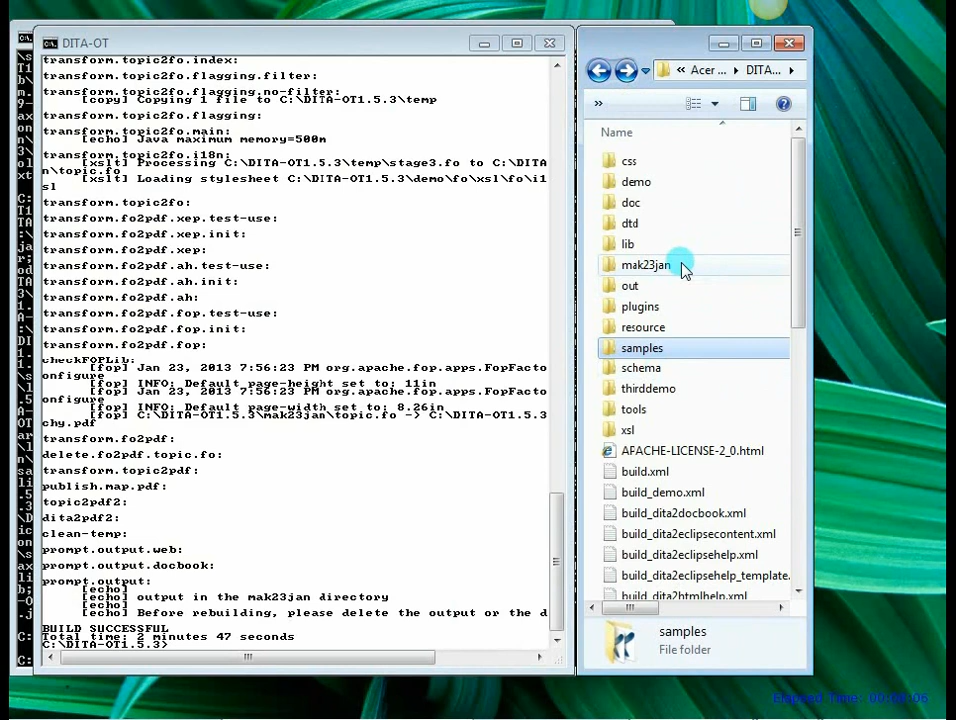 DITA-OT
transform.topic2fo.index:
transform.topic2fo.flagging.filter:
transform.topic2fo.flagging.no-filter:
[copy] Copying 1 file to C:\DITA-OT1.5.3\temp
transform.topic2fo.flagging:
transform.topic2fo.main:
[echo] Java maximum memory=500m
transform.topic2fo.i18n:
[xslt] Processing C:\DITA-OT1.5.3\temp\stage3.fo to C:\DITA
n\topic.fo
[xslt] Loading stylesheet C:\DITA-OT1.5.3\demo\fo\xsl\fo\i1
sl
transform.topic2fo:
transform.fo2pdf.xep.test-use:
transform.fo2pdf.xep.init:
transform.fo2pdf.xep:
transform.fo2pdf.ah.test-use:
transform.fo2pdf.ah.init:
transform.fo2pdf.ah:
transform.fo2pdf.fop.test-use:
transform.fo2pdf.fop.init:
transform.fo2pdf.fop:
checkFOPLib:
[fop] Jan 23, 2013 7:56:23 PM org.apache.fop.apps.FopFacto
onfigure
[fop] INFO: Default page-height set to: 11in
[fop] Jan 23, 2013 7:56:23 PM org.apache.fop.apps.FopFacto
onfigure
[fop] INFO: Default page-width set to: 8.26in
[fop] C:\DITA-OT1.5.3\mak23jan\topic.fo -> C:\DITA-OT1.5.3
chy.pdf
transform.fo2pdf:
delete.fo2pdf.topic.fo:
transform.topic2pdf:
publish.map.pdf:
topic2pdf2:
dita2pdf2:
clean-temp:
prompt.output.web:
prompt.output.docbook:
prompt.output:
[echo]
[echo] output in the mak23jan directory
[echo]
[echo] Before rebuilding, please delete the output or the d
BUILD SUCCESSFUL
Total time: 2 minutes 47 seconds
C:\DITA-OT1.5.3>
« Acer ... ▸ DITA... ▸
»
Name
css
demo
doc
dtd
lib
mak23jan
out
plugins
resource
samples
schema
thirddemo
tools
xsl
APACHE-LICENSE-2_0.html
build.xml
build_demo.xml
build_dita2docbook.xml
build_dita2eclipsecontent.xml
build_dita2eclipsehelp.xml
build_dita2eclipsehelp_template.
build_dita2htmlhelp.xml
samples
File folder